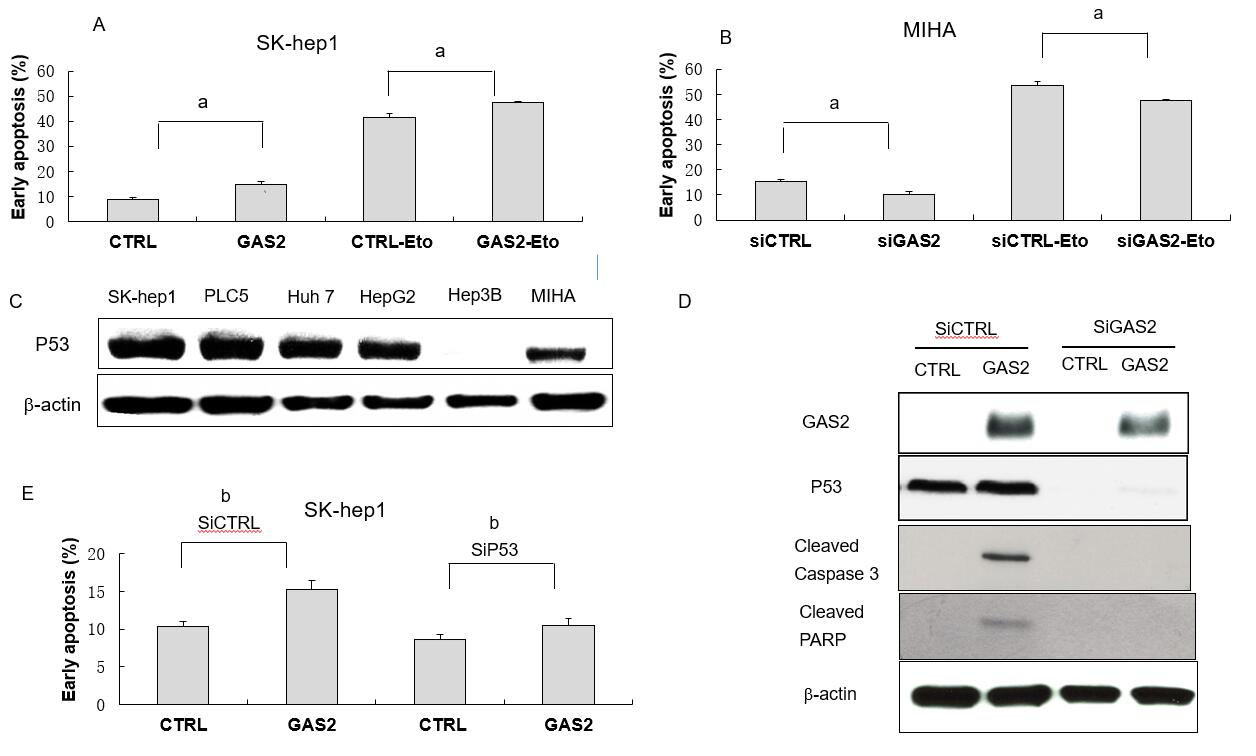 A
SK-hep1
a
a
Early apoptosis (%)
60
50
40
30
20
10
0
CTRL GAS2 CTRL-Eto GAS2-Eto
B
MIHA
a
a
Early apoptosis (%)
60
50
40
30
20
10
0
siCTRL siGAS2 siCTRL-Eto siGAS2-Eto
C
SK-hep1 PLC5 Huh 7 HepG2 Hep3B MIHA
P53
β-actin
D
SiCTRL SiGAS2
CTRL GAS2 CTRL GAS2
GAS2
P53
Cleaved
Caspase 3
Cleaved
PARP
β-actin
E
SK-hep1
b
SiCTRL
b
SiP53
Early apoptosis (%)
20
15
10
5
0
CTRL GAS2 CTRL GAS2